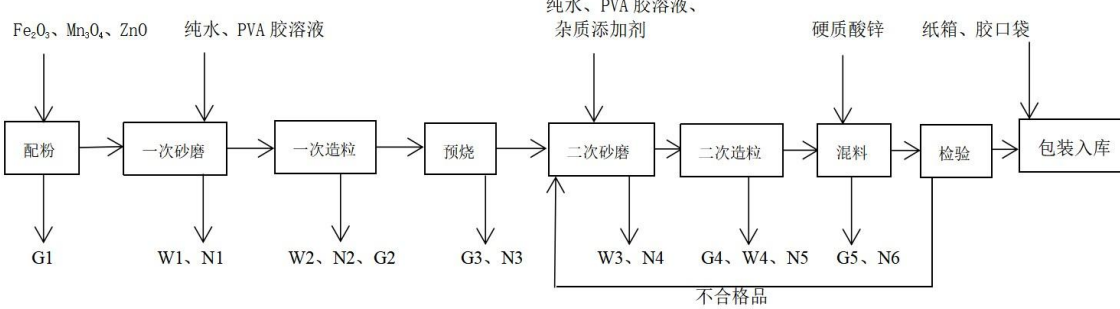 纯水、PVA 胶溶液、
Fe₂O₃、Mn₃O₄、ZnO
纯水、PVA 胶溶液
杂质添加剂
硬质酸锌
纸箱、胶口袋
配粉
一次砂磨
一次造粒
预烧
二次砂磨
二次造粒
混料
检验
包装入库
G1
W1、N1
W2、N2、G2
G3、N3
W3、N4
G4、W4、N5
G5、N6
不合格品